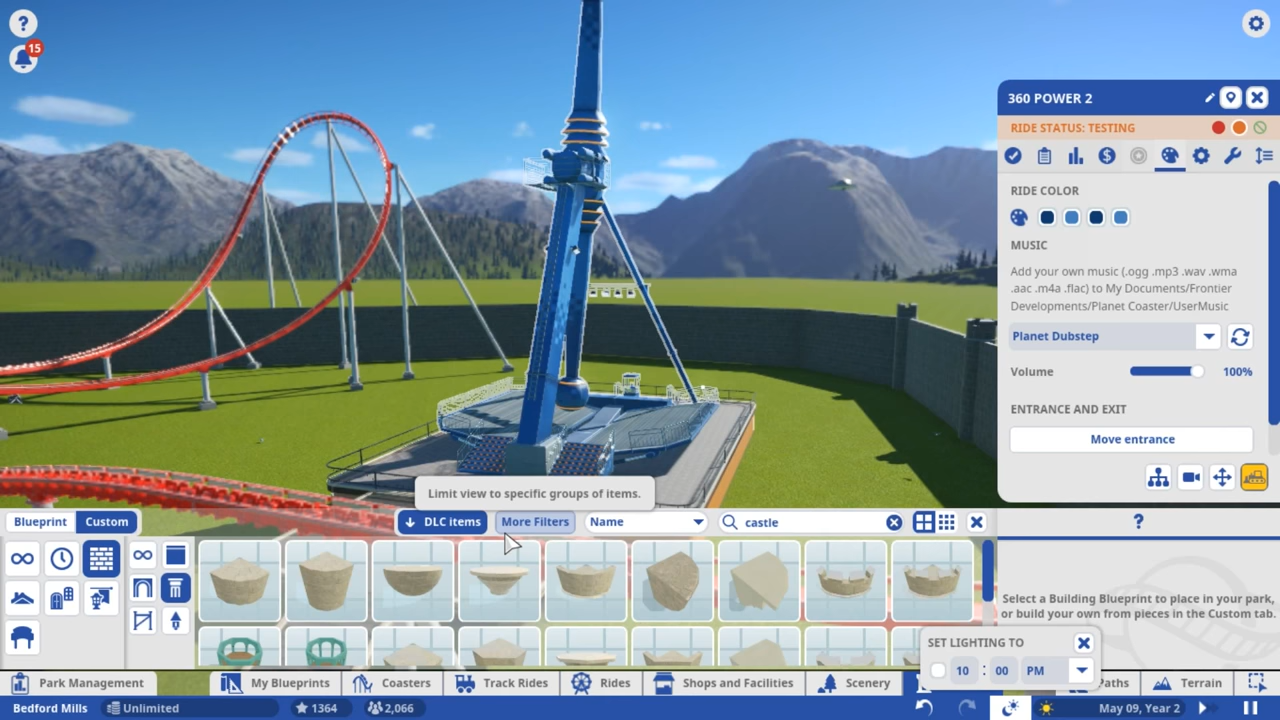 ?
15
360 POWER 2
RIDE STATUS: TESTING
RIDE COLOR
MUSIC
Add your own music (.ogg .mp3 .wav .wma
.aac .m4a .flac) to My Documents/Frontier
Developments/Planet Coaster/UserMusic
Planet Dubstep
Volume 100%
ENTRANCE AND EXIT
Move entrance
Limit view to specific groups of items.
Blueprint Custom DLC items More Filters Name castle ?
Select a Building Blueprint to place in your park,
or build your own from pieces in the Custom tab.
SET LIGHTING TO
10 : 00 PM
Park Management My Blueprints Coasters Track Rides Rides Shops and Facilities Scenery Terrain
Bedford Mills Unlimited 1364 2,066 May 09, Year 2